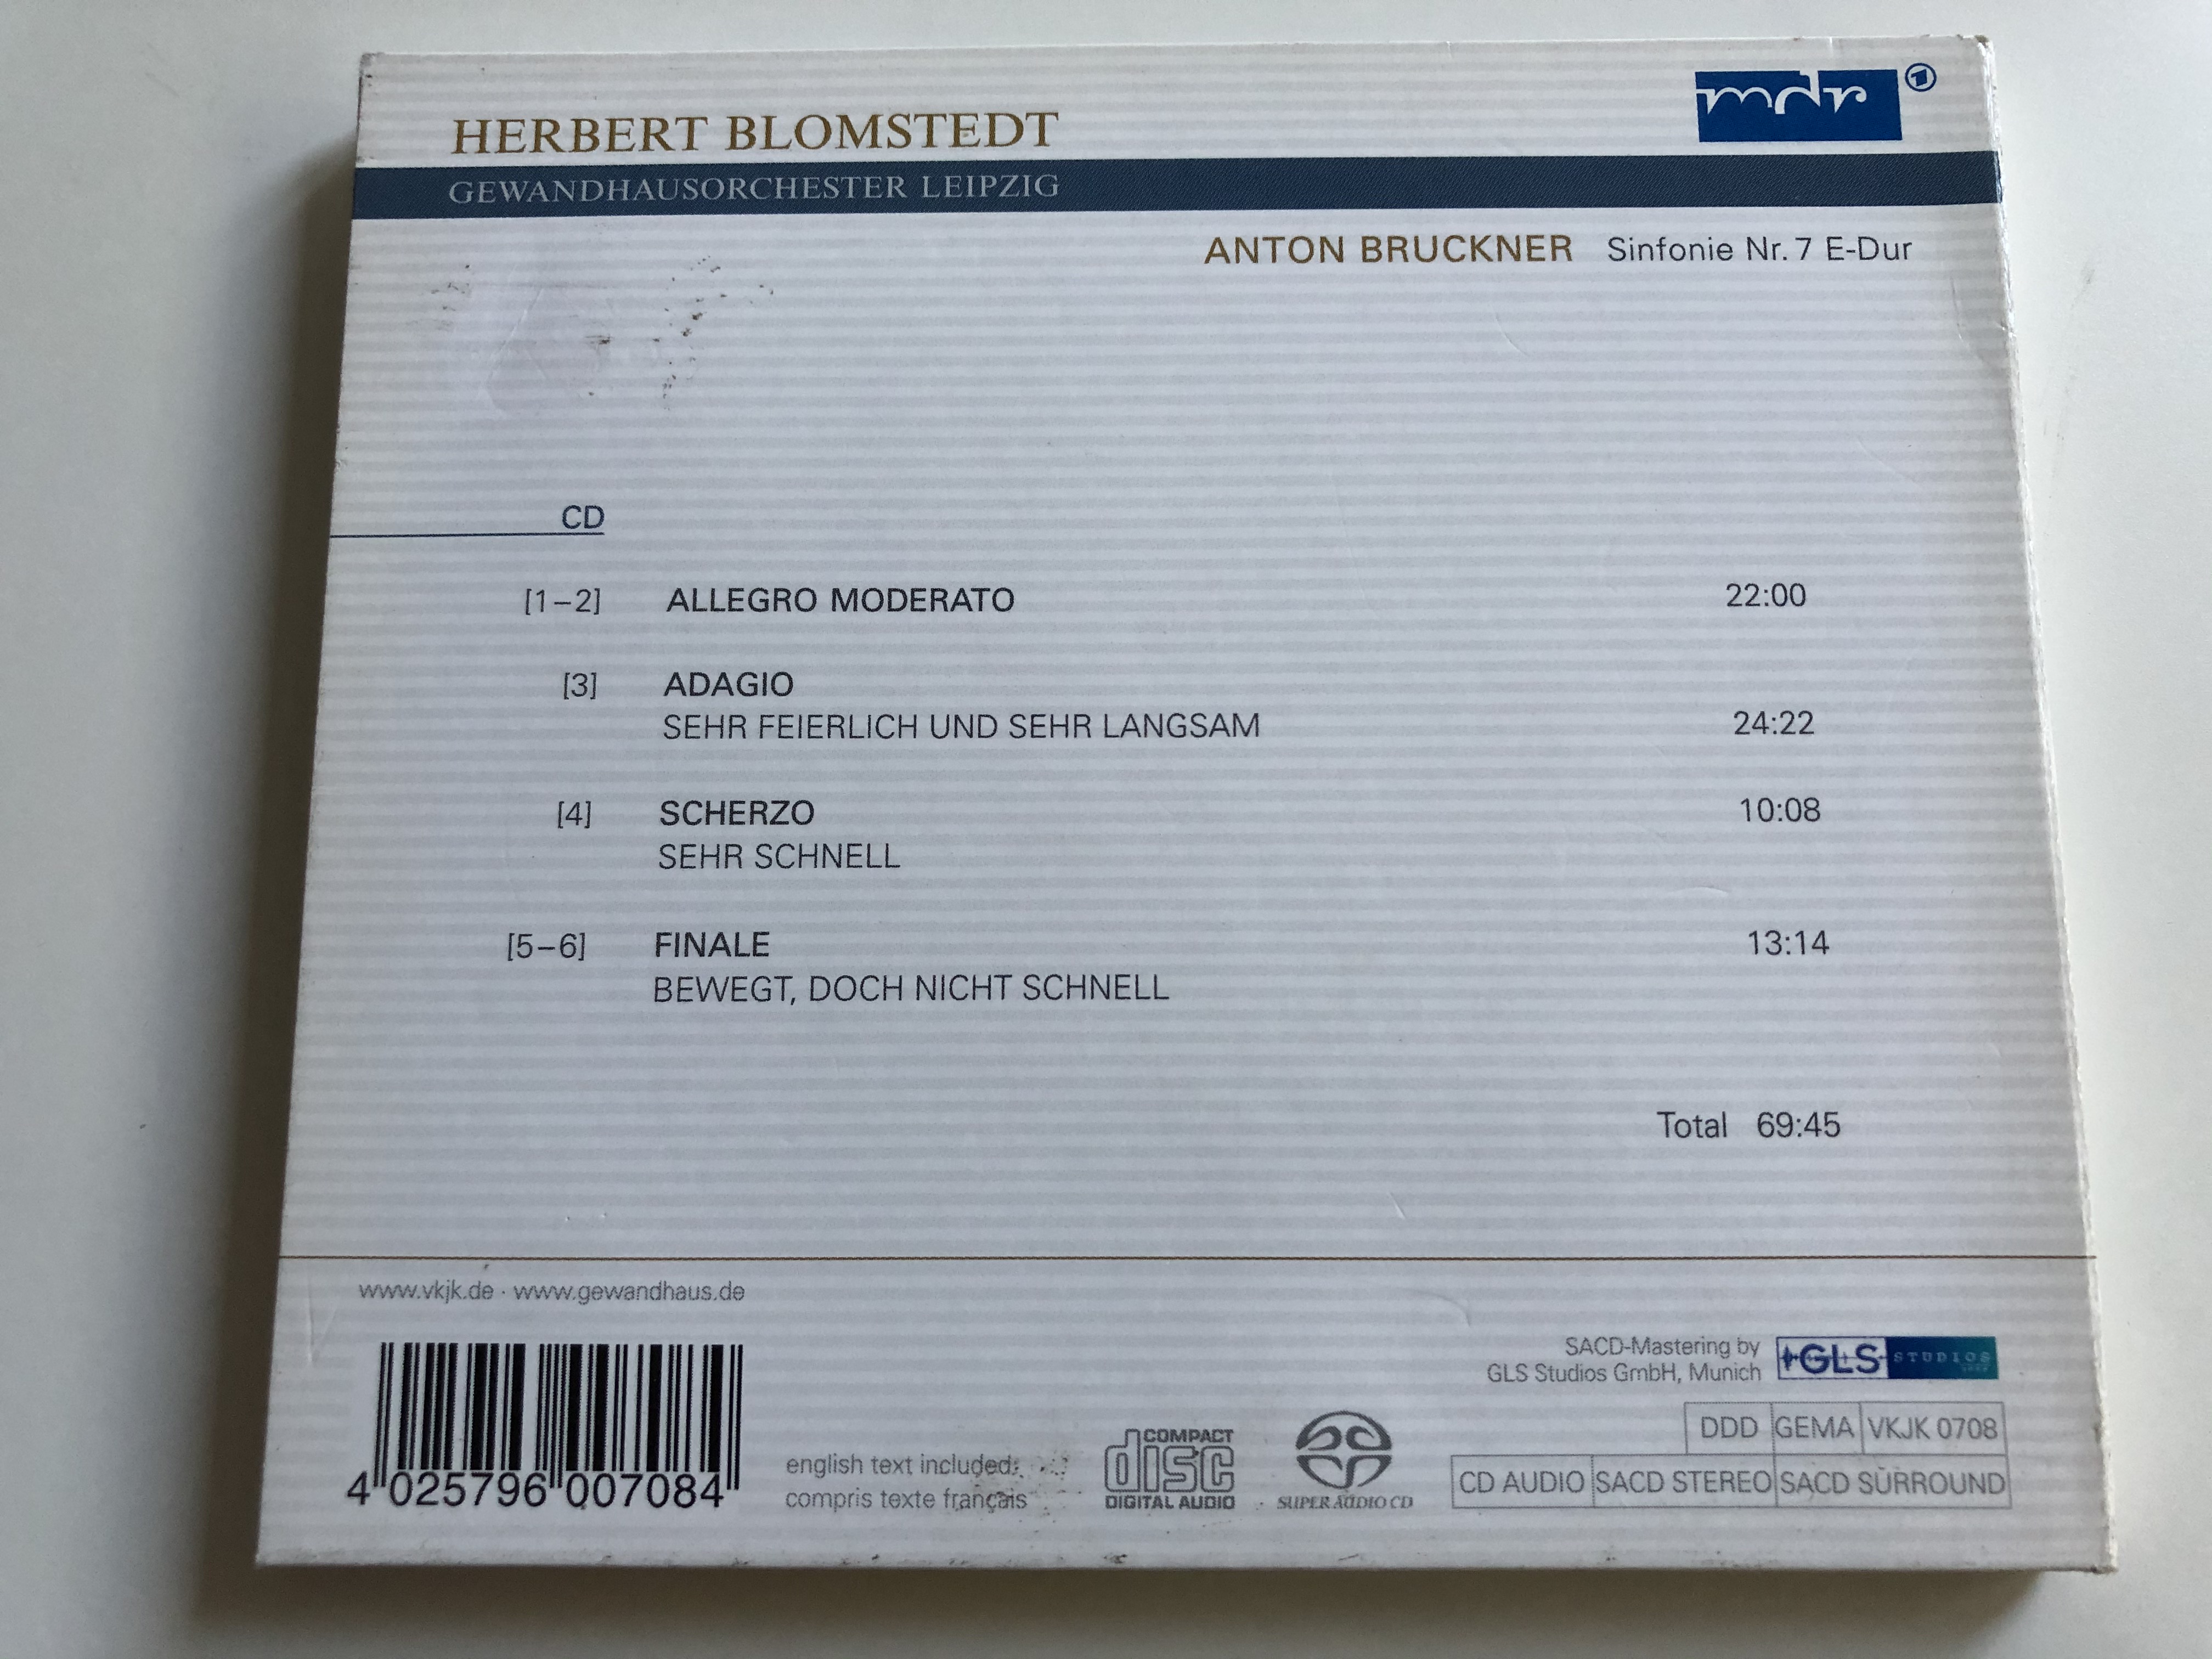 HERBERT BLOMSTEDT
mdr
GEWANDHAUSORCHESTER LEIPZIG
ANTON BRUCKNER Sinfonie Nr. 7 E-Dur
CD
[1–2] ALLEGRO MODERATO 22:00
[3] ADAGIO
SEHR FEIERLICH UND SEHR LANGSAM 24:22
[4] SCHERZO 10:08
SEHR SCHNELL
[5–6] FINALE 13:14
BEWEGT, DOCH NICHT SCHNELL
Total 69:45
www.vkjk.de · www.gewandhaus.de
SACD-Mastering by
GLS Studios GmbH, Munich
GLS STUDIOS
DDD GEMA VKJK 0708
CD AUDIO SACD STEREO SACD SURROUND
english text included
compris texte français
COMPACT
disc
DIGITAL AUDIO
SUPER AUDIO CD
4 025796 007084